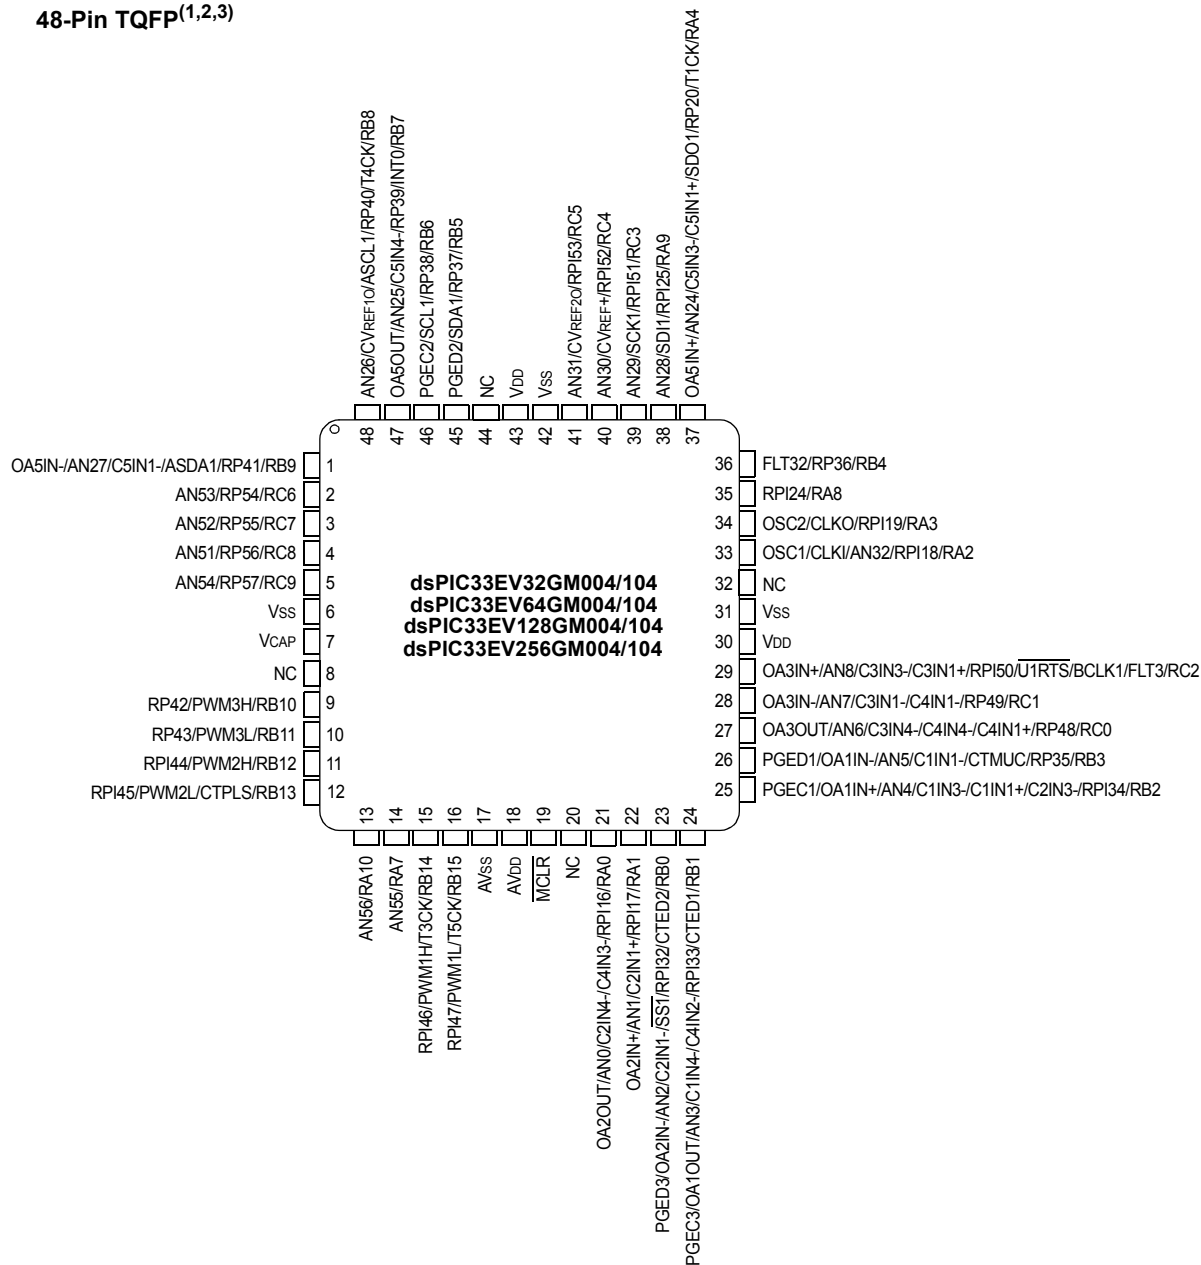 48-Pin TQFP(1,2,3)
AN26/CVREF1O/ASCL1/RP40/T4CK/RB8
OA5OUT/AN25/C5IN4-/RP39/INT0/RB7
PGEC2/SCL1/RP38/RB6
PGED2/SDA1/RP37/RB5
NC
VDD
VSS
AN31/CVREF2O/RPI53/RC5
AN30/CVREF+/RPI52/RC4
AN29/SCK1/RPI51/RC3
AN28/SDI1/RPI25/RA9
OA5IN+/AN24/C5IN3-/C5IN1+/SDO1/RP20/T1CK/RA4
48 47 46 45 44 43 42 41 40 39 38 37
OA5IN-/AN27/C5IN1-/ASDA1/RP41/RB9 1
AN53/RP54/RC6 2
AN52/RP55/RC7 3
AN51/RP56/RC8 4
AN54/RP57/RC9 5
VSS 6
VCAP 7
NC 8
RP42/PWM3H/RB10 9
RP43/PWM3L/RB11 10
RPI44/PWM2H/RB12 11
RPI45/PWM2L/CTPLS/RB13 12
dsPIC33EV32GM004/104
dsPIC33EV64GM004/104
dsPIC33EV128GM004/104
dsPIC33EV256GM004/104
36 FLT32/RP36/RB4
35 RPI24/RA8
34 OSC2/CLKO/RPI19/RA3
33 OSC1/CLKI/AN32/RPI18/RA2
32 NC
31 VSS
30 VDD
29 OA3IN+/AN8/C3IN3-/C3IN1+/RPI50/U1RTS/BCLK1/FLT3/RC2
28 OA3IN-/AN7/C3IN1-/C4IN1-/RP49/RC1
27 OA3OUT/AN6/C3IN4-/C4IN4-/C4IN1+/RP48/RC0
26 PGED1/OA1IN-/AN5/C1IN1-/CTMUC/RP35/RB3
25 PGEC1/OA1IN+/AN4/C1IN3-/C1IN1+/C2IN3-/RPI34/RB2
13 14 15 16 17 18 19 20 21 22 23 24
AN56/RA10
AN55/RA7
RPI46/PWM1H/T3CK/RB14
RPI47/PWM1L/T5CK/RB15
AVSS
AVDD
MCLR
NC
OA2OUT/AN0/C2IN4-/C4IN3-/RPI16/RA0
OA2IN+/AN1/C2IN1+/RPI17/RA1
PGED3/OA2IN-/AN2/C2IN1-/SS1/RPI32/CTED2/RB0
PGEC3/OA1OUT/AN3/C1IN4-/C4IN2-/RPI33/CTED1/RB1